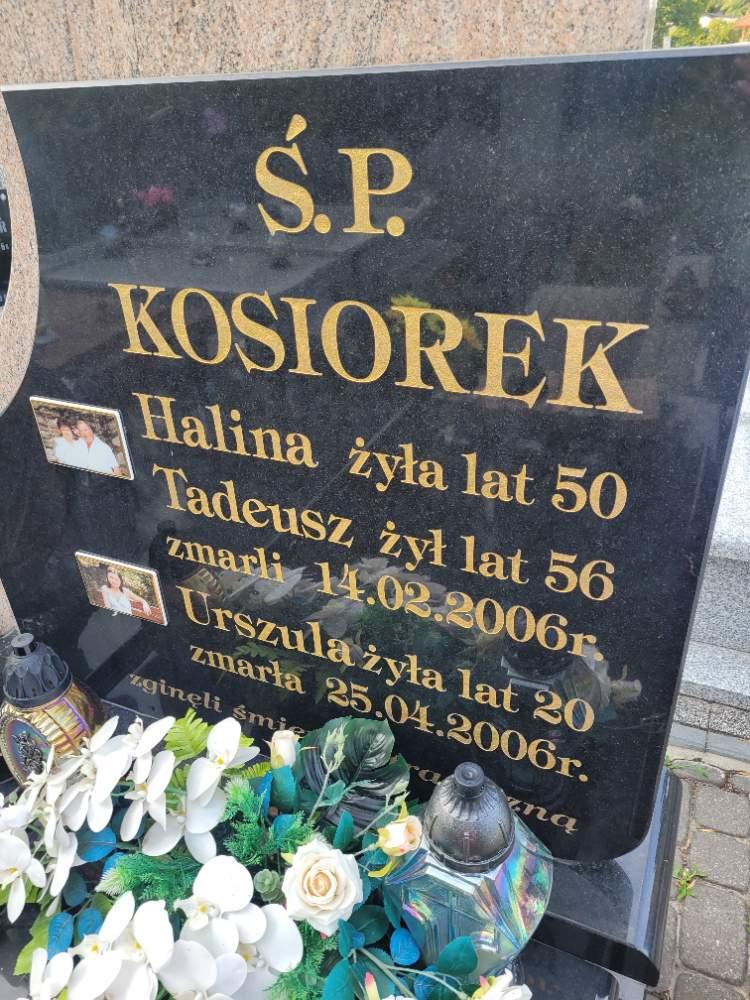 Ś.P.
KOSIOREK
Halina żyła lat 50
Tadeusz żył lat 56
zmarli 14.02.2006r.
Urszula żyła lat 20
zmarła 25.04.2006r.
zginęli